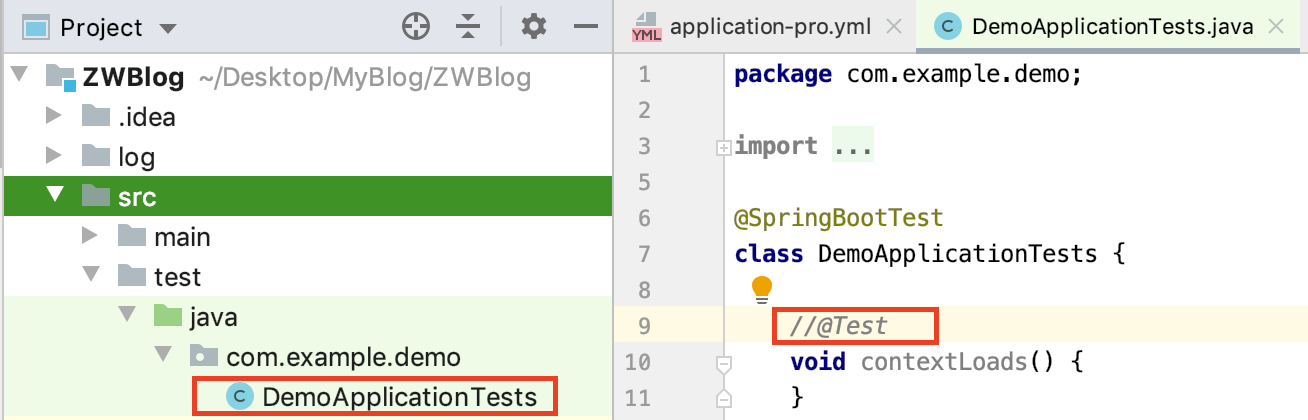 Project
ZWBlog ~/Desktop/MyBlog/ZWBlog
.idea
log
src
main
test
java
com.example.demo
C DemoApplicationTests
YML application-pro.yml
C DemoApplicationTests.java
1 package com.example.demo;
2
3 import ...
5
6 @SpringBootTest
7 class DemoApplicationTests {
8
9 //@Test
10 void contextLoads() {
11 }